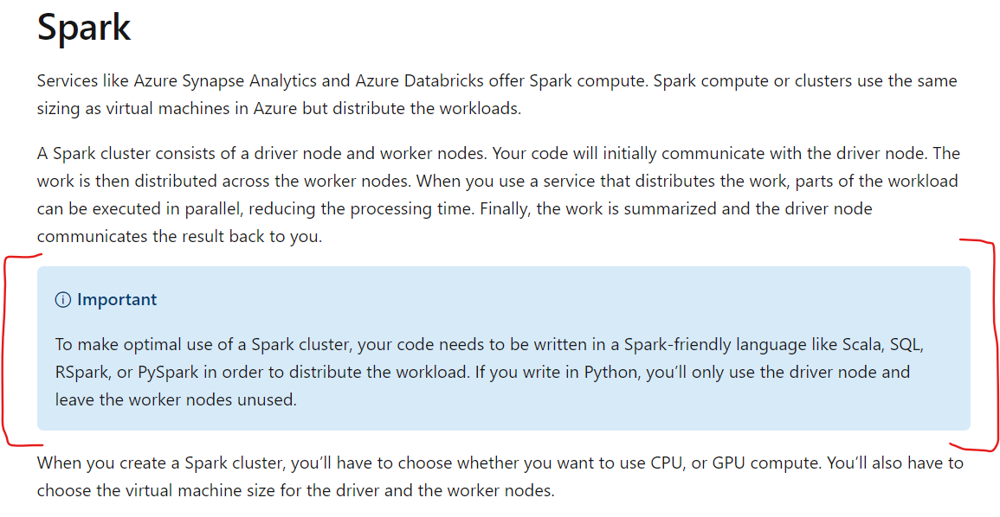 Spark
Services like Azure Synapse Analytics and Azure Databricks offer Spark compute. Spark compute or clusters use the same
sizing as virtual machines in Azure but distribute the workloads.
A Spark cluster consists of a driver node and worker nodes. Your code will initially communicate with the driver node. The
work is then distributed across the worker nodes. When you use a service that distributes the work, parts of the workload
can be executed in parallel, reducing the processing time. Finally, the work is summarized and the driver node
communicates the result back to you.
Important
To make optimal use of a Spark cluster, your code needs to be written in a Spark-friendly language like Scala, SQL,
RSpark, or PySpark in order to distribute the workload. If you write in Python, you’ll only use the driver node and
leave the worker nodes unused.
When you create a Spark cluster, you’ll have to choose whether you want to use CPU, or GPU compute. You’ll also have to
choose the virtual machine size for the driver and the worker nodes.